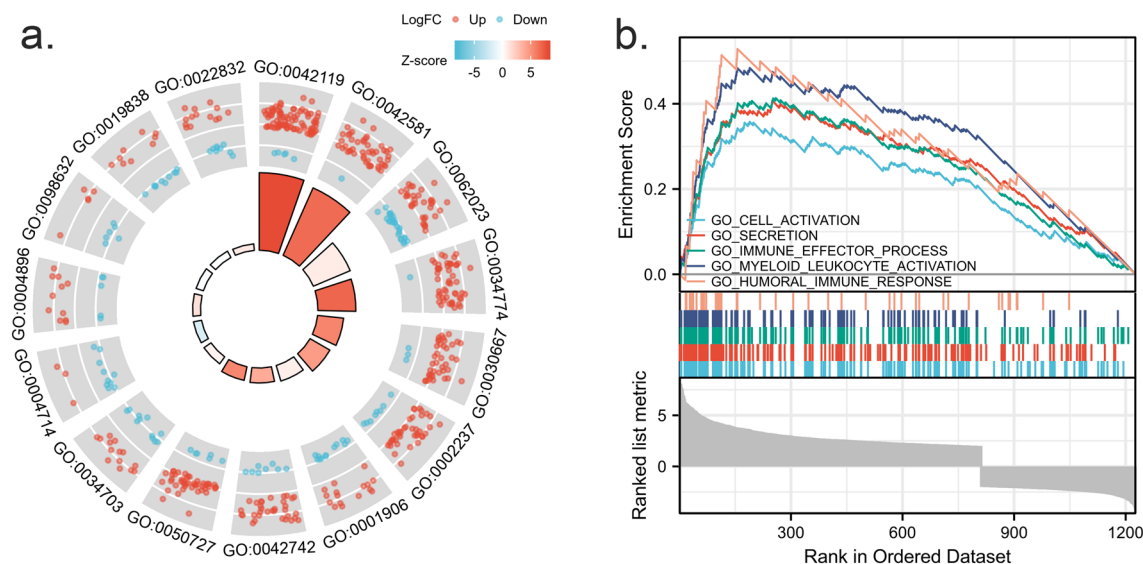 a.
LogFC Up Down
Z-score
-5 0 5
GO:0042119
GO:0042581
GO:0062023
GO:0034774
GO:0030667
GO:0002237
GO:0001906
GO:0042742
GO:0050727
GO:0034703
GO:0004714
GO:0004896
GO:0098632
GO:0019838
GO:0022832
b.
Enrichment Score
0.4
0.2
0.0
GO_CELL_ACTIVATION
GO_SECRETION
GO_IMMUNE_EFFECTOR_PROCESS
GO_MYELOID_LEUKOCYTE_ACTIVATION
GO_HUMORAL_IMMUNE_RESPONSE
Ranked list metric
5
0
300 600 900 1200
Rank in Ordered Dataset